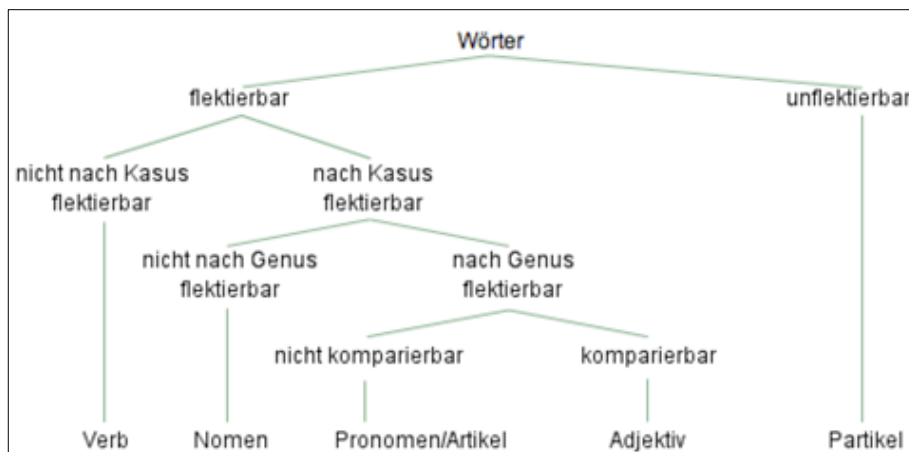 Wörter
flektierbar
unflektierbar
nicht nach Kasus
flektierbar
nach Kasus
flektierbar
nicht nach Genus
flektierbar
nach Genus
flektierbar
nicht komparierbar
komparierbar
Verb
Nomen
Pronomen/Artikel
Adjektiv
Partikel